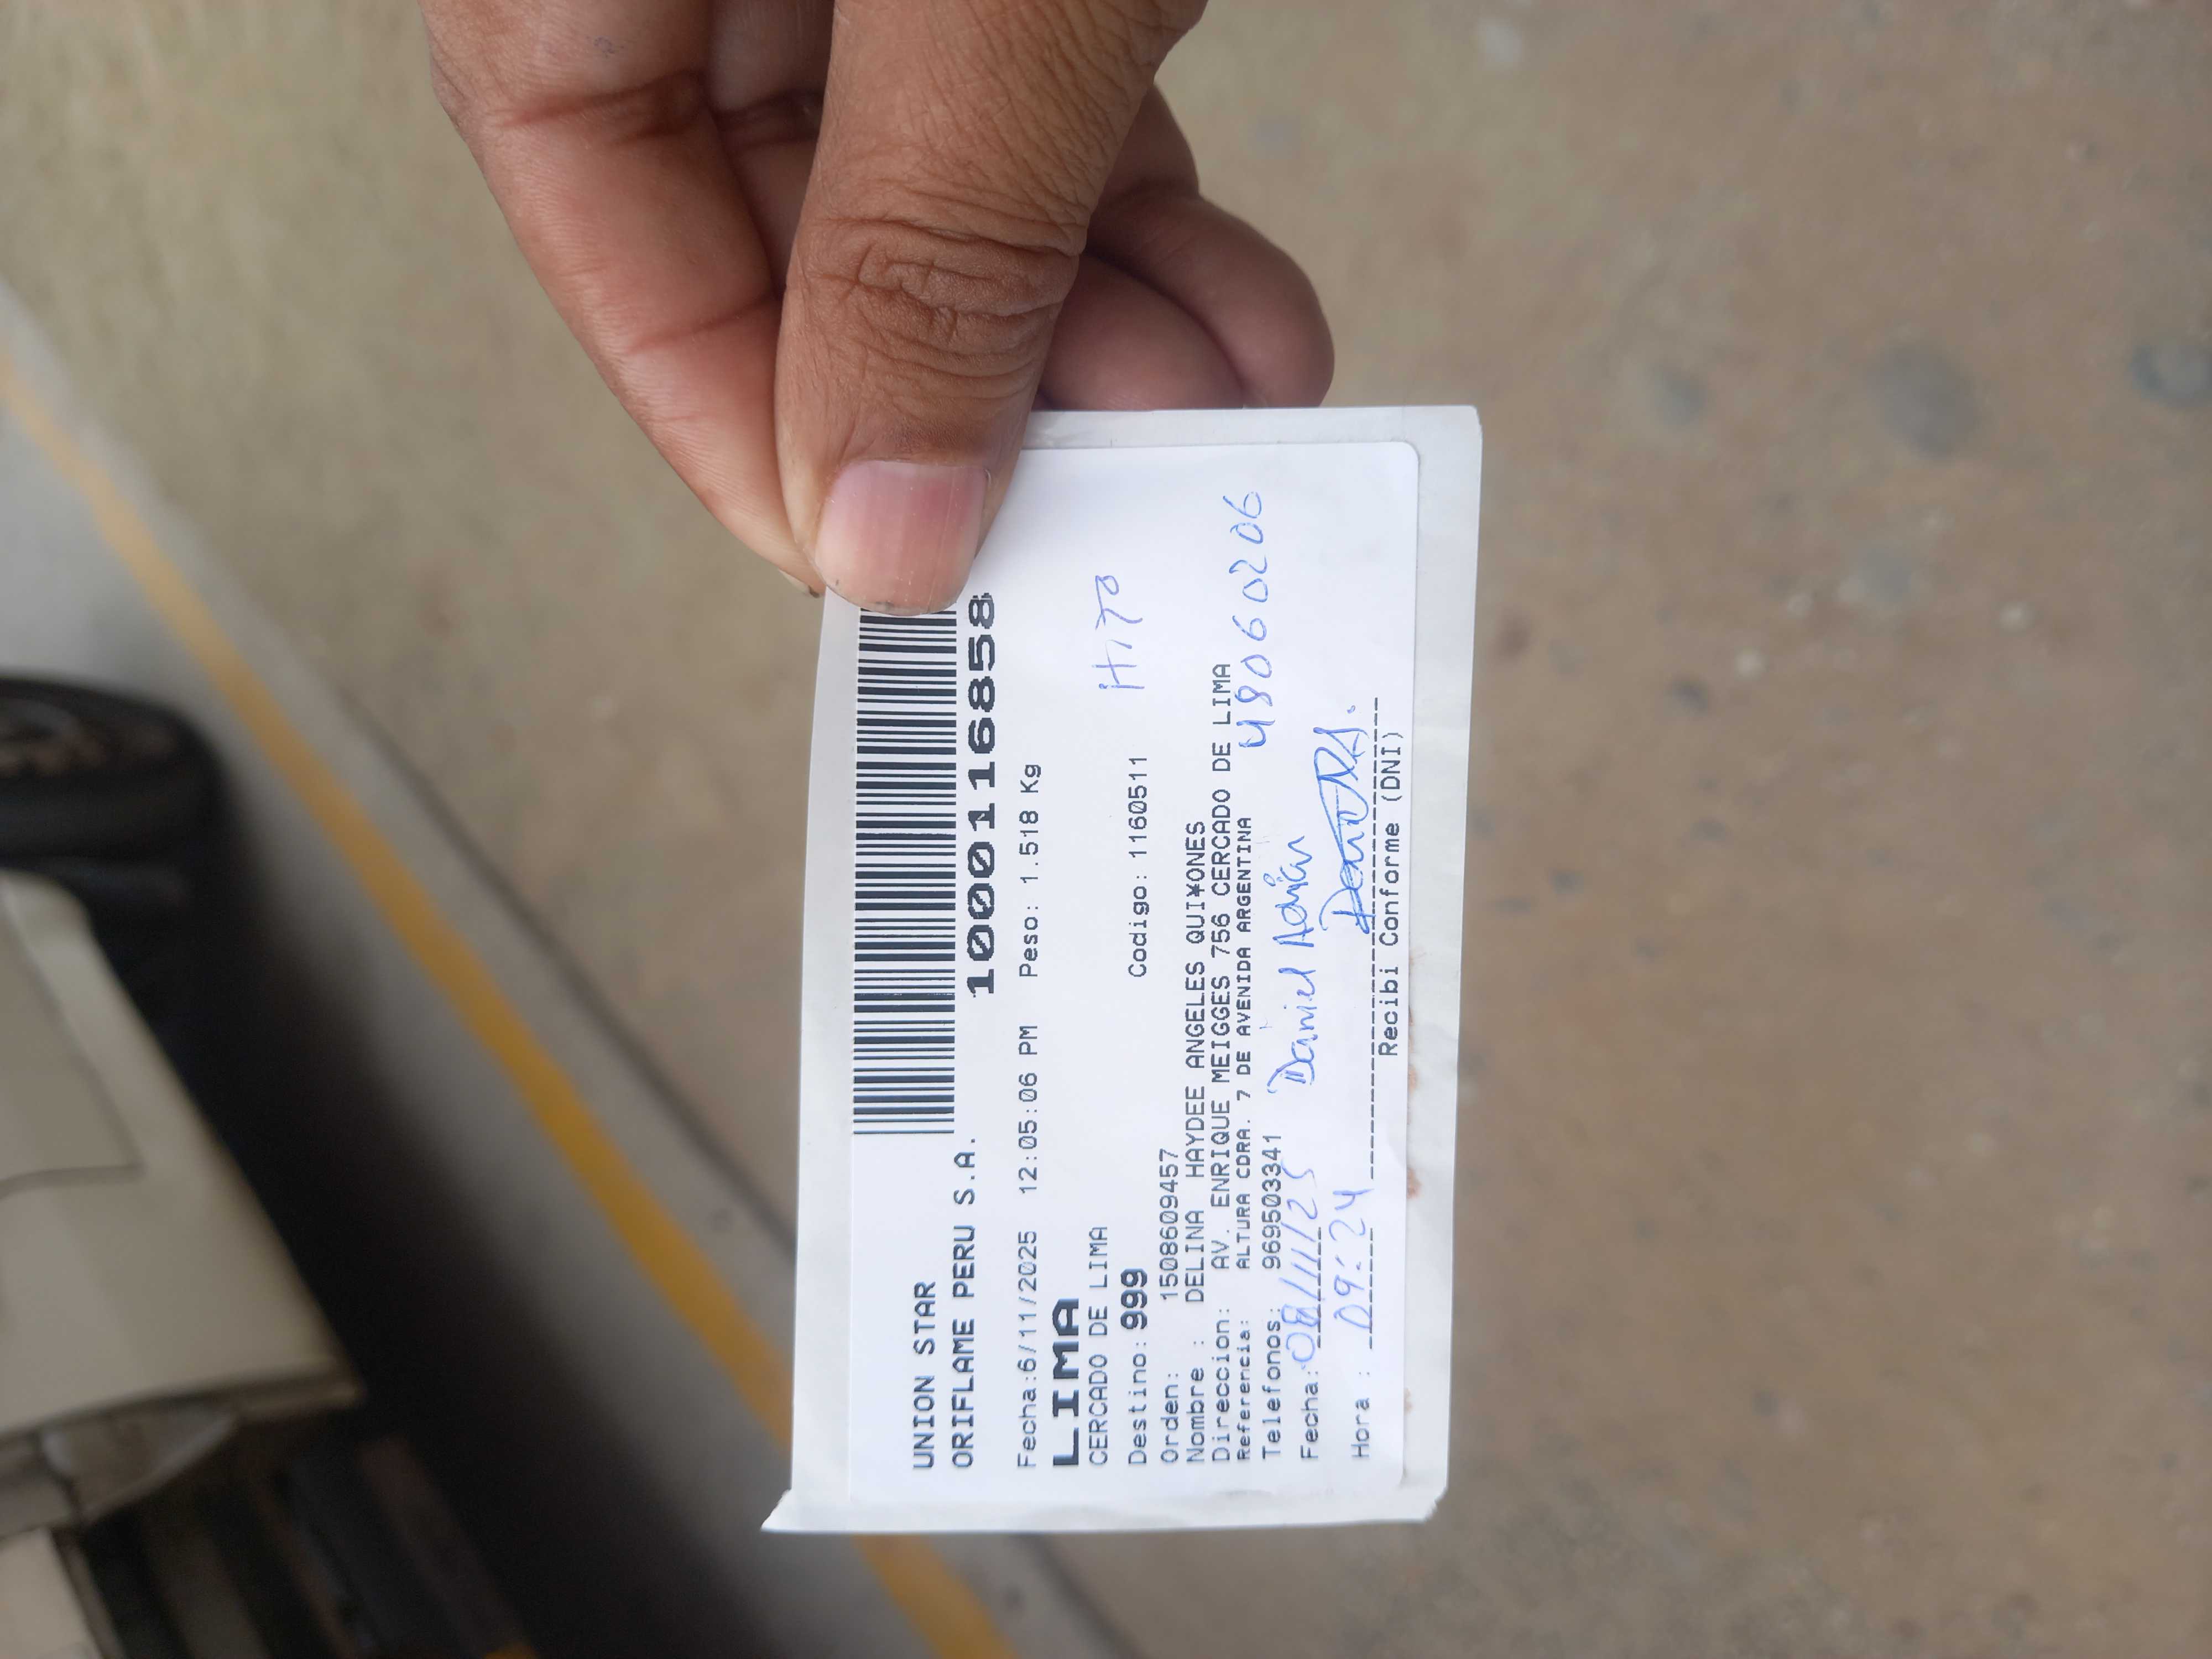 UNION STAR
ORIFLAME PERU S.A.
1000116858
Fecha:6/11/2025 12:05:06 PM Peso: 1.518 Kg
LIMA
CERCADO DE LIMA
Destino: 999 Codigo: 1160511
Orden: 1508609457
Nombre : DELINA HAYDEE ANGELES QUI¥ONES
Direccion: AV. ENRIQUE MEIGGES 756 CERCADO DE LIMA
Referencia: ALTURA CDRA. 7 DE AVENIDA ARGENTINA
Telefonos: 969503341 48060206
Fecha: 08/11/25 Daniel
Hora : 09:24
Recibi Conforme (DNI)